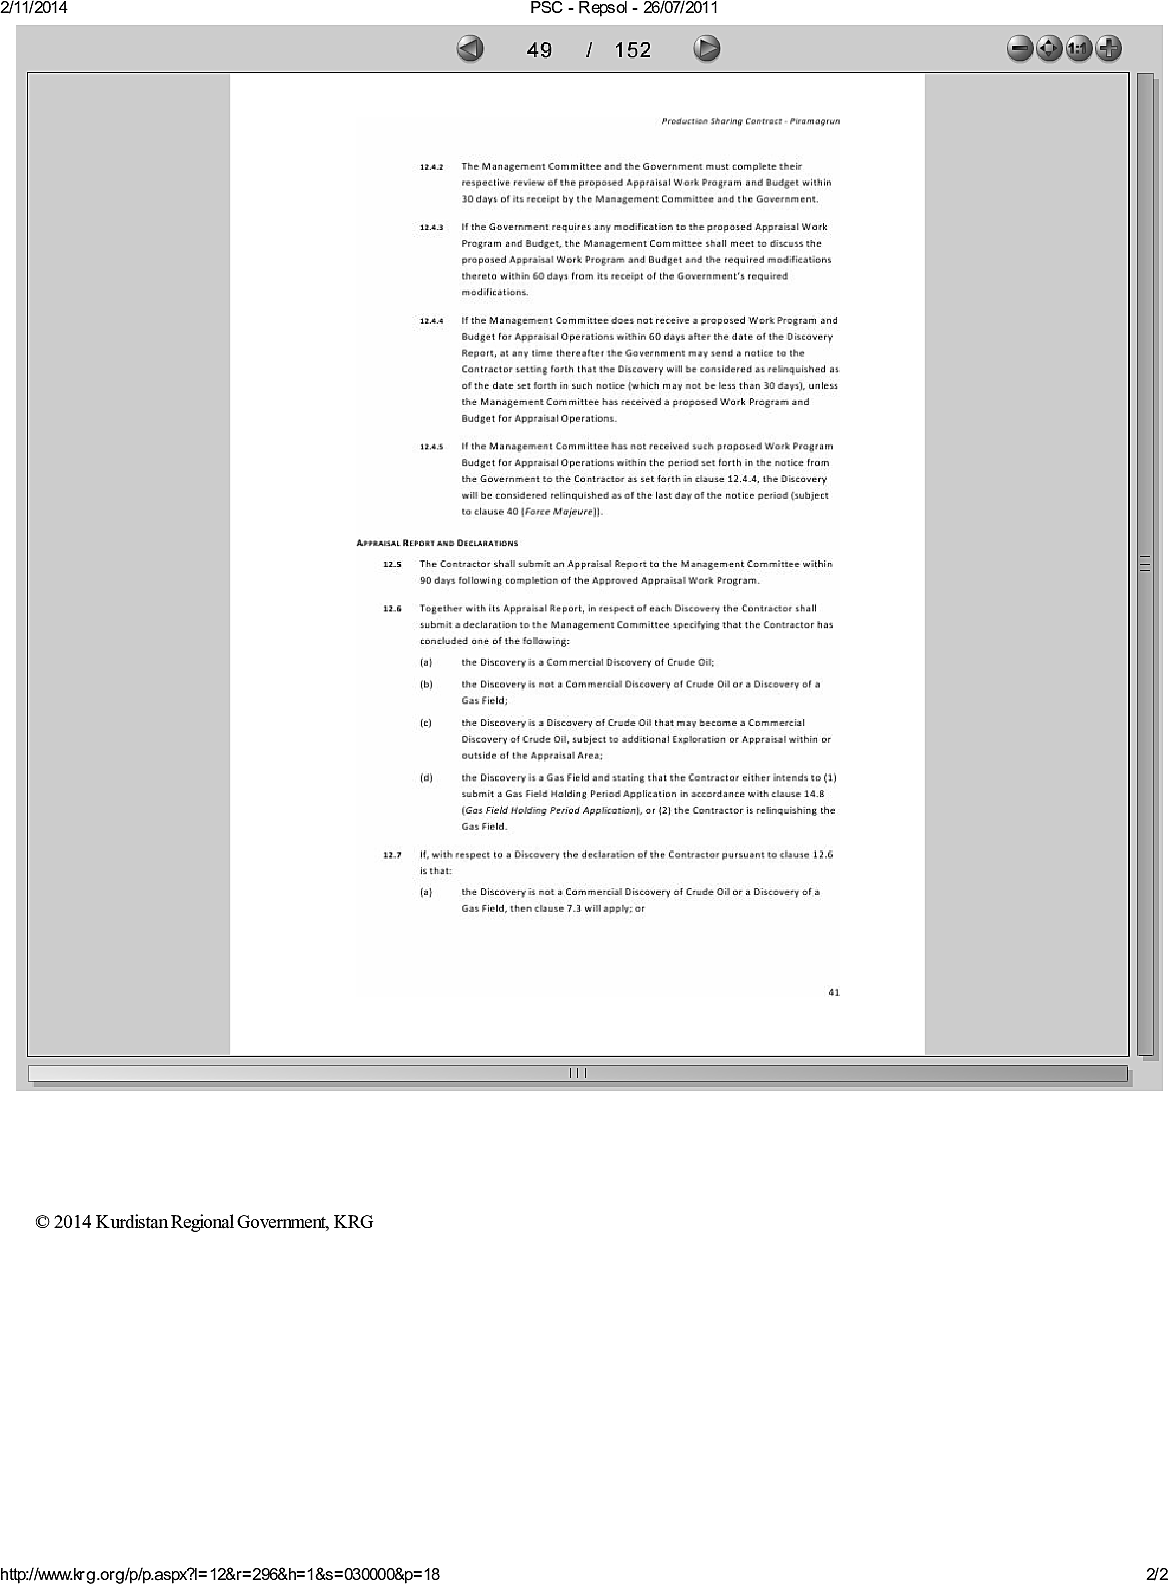 2/11/2014
PSC - Repsol - 26/07/2011
49 / 152
1:1
Production Sharing Contract - Piramagrun
12.4.2 The Management Committee and the Government must complete their
respective review of the proposed Appraisal Work Program and Budget within
30 days of its receipt by the Management Committee and the Government.
12.4.3 If the Government requires any modification to the proposed Appraisal Work
Program and Budget, the Management Committee shall meet to discuss the
proposed Appraisal Work Program and Budget and the required modifications
thereto within 60 days from its receipt of the Government's required
modifications.
12.4.4 If the Management Committee does not receive a proposed Work Program and
Budget for Appraisal Operations within 60 days after the date of the Discovery
Report, at any time thereafter the Government may send a notice to the
Contractor setting forth that the Discovery will be considered as relinquished as
of the date set forth in such notice (which may not be less than 30 days), unless
the Management Committee has received a proposed Work Program and
Budget for Appraisal Operations.
12.4.5 If the Management Committee has not received such proposed Work Program
Budget for Appraisal Operations within the period set forth in the notice from
the Government to the Contractor as set forth in clause 12.4.4, the Discovery
will be considered relinquished as of the last day of the notice period (subject
to clause 40 [Force Majeure]).
APPRAISAL REPORT AND DECLARATIONS
12.5 The Contractor shall submit an Appraisal Report to the Management Committee within
90 days following completion of the Approved Appraisal Work Program.
12.6 Together with its Appraisal Report, in respect of each Discovery the Contractor shall
submit a declaration to the Management Committee specifying that the Contractor has
concluded one of the following:
(a) the Discovery is a Commercial Discovery of Crude Oil;
(b) the Discovery is not a Commercial Discovery of Crude Oil or a Discovery of a
Gas Field;
(c) the Discovery is a Discovery of Crude Oil that may become a Commercial
Discovery of Crude Oil, subject to additional Exploration or Appraisal within or
outside of the Appraisal Area;
(d) the Discovery is a Gas Field and stating that the Contractor either intends to (1)
submit a Gas Field Holding Period Application in accordance with clause 14.8
(Gas Field Holding Period Application), or (2) the Contractor is relinquishing the
Gas Field.
12.7 If, with respect to a Discovery the declaration of the Contractor pursuant to clause 12.6
is that:
(a) the Discovery is not a Commercial Discovery of Crude Oil or a Discovery of a
Gas Field, then clause 7.3 will apply; or
41
© 2014 Kurdistan Regional Government, KRG
http://www.krg.org/p/p.aspx?l=12&r=296&h=1&s=030000&p=18
2/2